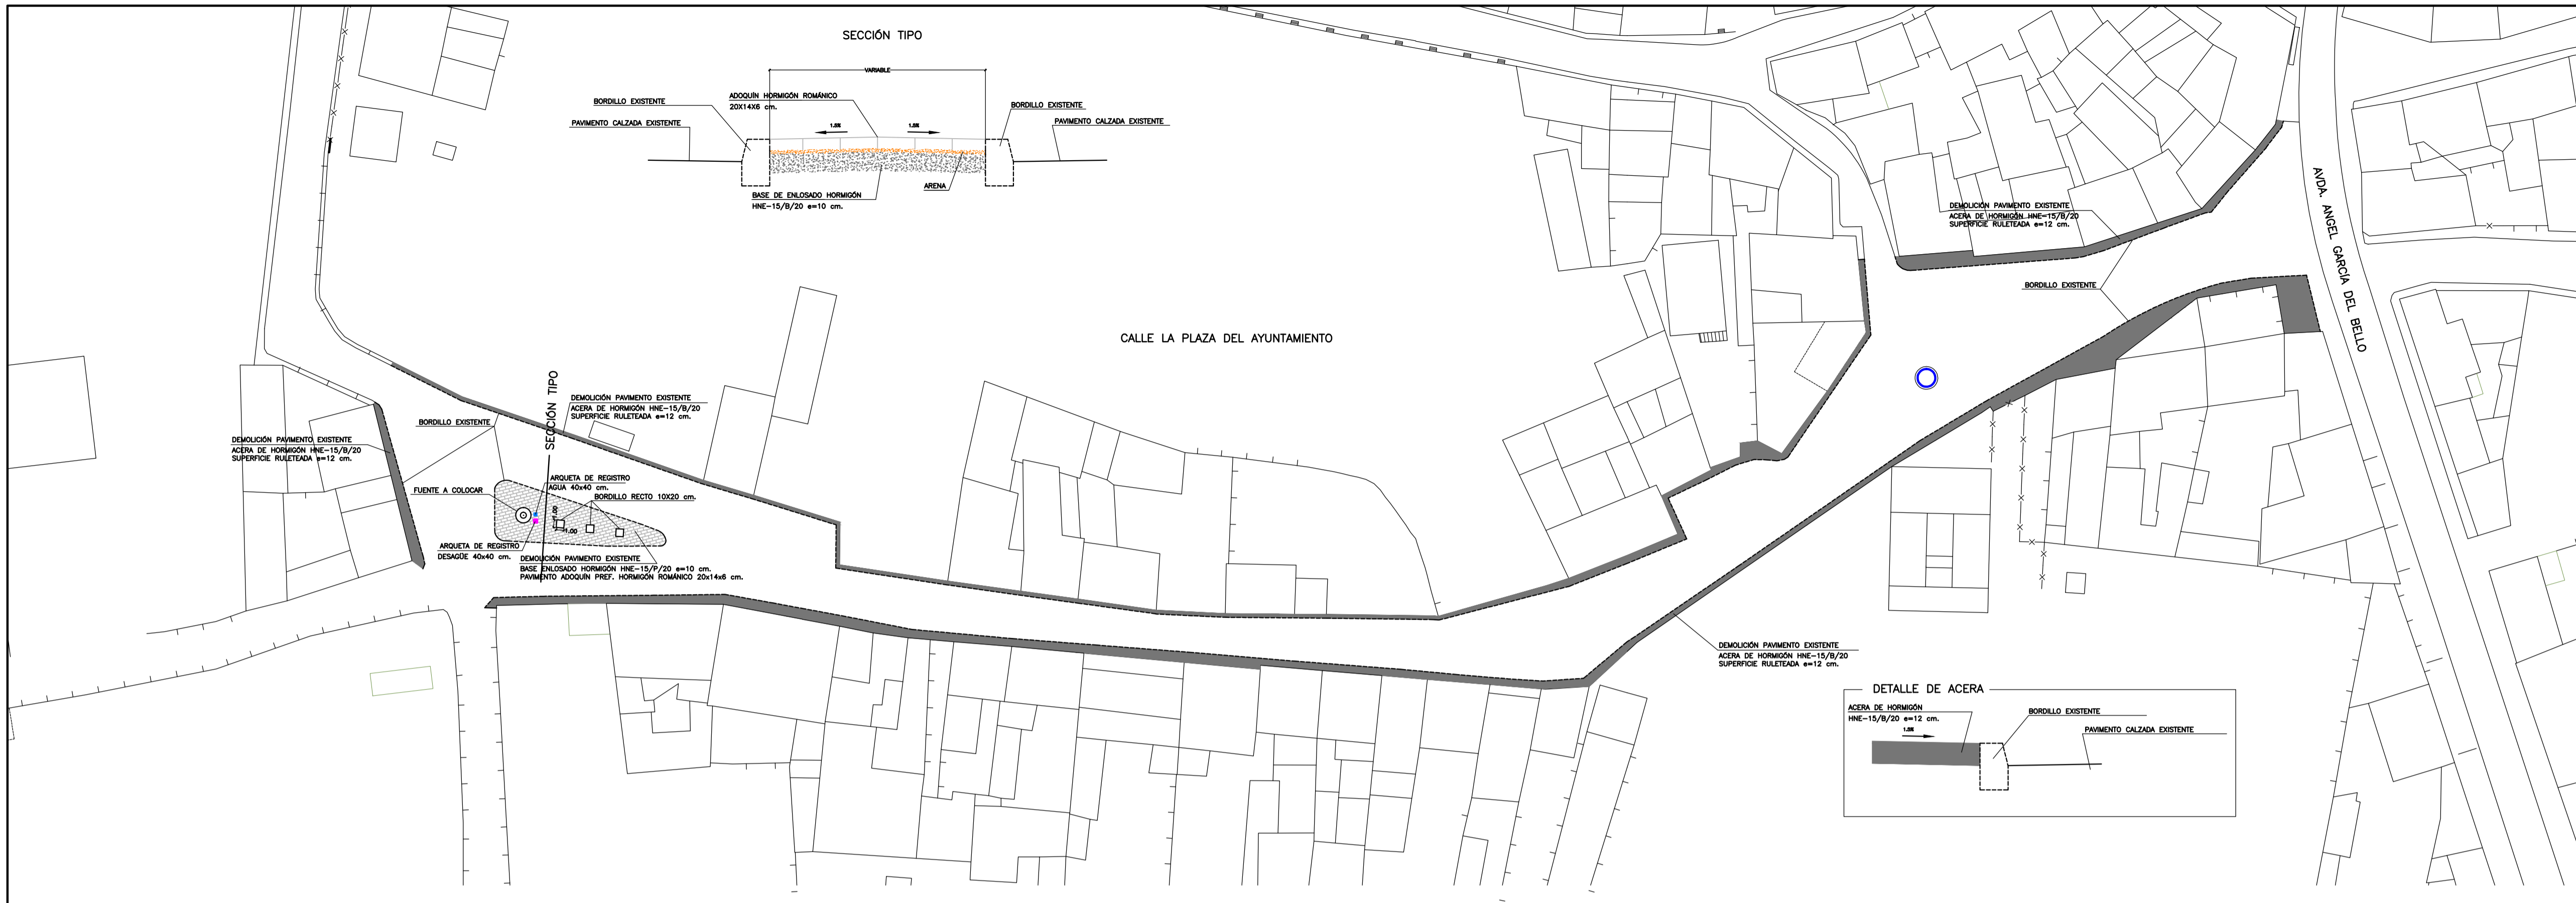 SECCIÓN TIPO
VARIABLE
BORDILLO EXISTENTE
ADOQUÍN HORMIGÓN ROMÁNICO
20X14X6 cm.
BORDILLO EXISTENTE
PAVIMENTO CALZADA EXISTENTE
1.5%
1.5%
PAVIMENTO CALZADA EXISTENTE
ARENA
BASE DE ENLOSADO HORMIGÓN
HNE-15/B/20 e=10 cm.
DEMOLICIÓN PAVIMENTO EXISTENTE
ACERA DE HORMIGÓN HNE-15/B/20
SUPERFICIE RULETEADA e=12 cm.
AVDA. ANGEL GARCÍA DEL BELLO
BORDILLO EXISTENTE
CALLE LA PLAZA DEL AYUNTAMIENTO
SECCIÓN TIPO
DEMOLICIÓN PAVIMENTO EXISTENTE
ACERA DE HORMIGÓN HNE-15/B/20
SUPERFICIE RULETEADA e=12 cm.
BORDILLO EXISTENTE
DEMOLICIÓN PAVIMENTO EXISTENTE
ACERA DE HORMIGÓN HNE-15/B/20
SUPERFICIE RULETEADA e=12 cm.
ARQUETA DE REGISTRO
AGUA 40x40 cm.
FUENTE A COLOCAR
BORDILLO RECTO 10X20 cm.
1.00
1.00
ARQUETA DE REGISTRO
DESAGÜE 40x40 cm.
DEMOLICIÓN PAVIMENTO EXISTENTE
BASE ENLOSADO HORMIGÓN HNE-15/P/20 e=10 cm.
PAVIMENTO ADOQUÍN PREF. HORMIGÓN ROMÁNICO 20x14x6 cm.
DEMOLICIÓN PAVIMENTO EXISTENTE
ACERA DE HORMIGÓN HNE-15/B/20
SUPERFICIE RULETEADA e=12 cm.
DETALLE DE ACERA
ACERA DE HORMIGÓN
HNE-15/B/20 e=12 cm.
BORDILLO EXISTENTE
1.5%
PAVIMENTO CALZADA EXISTENTE